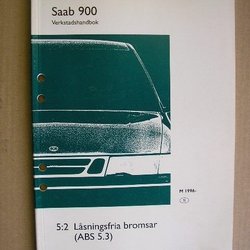 Saab 900
Verkstadshandbok
M 1996-
5:2 Låsningsfria bromsar
(ABS 5.3)